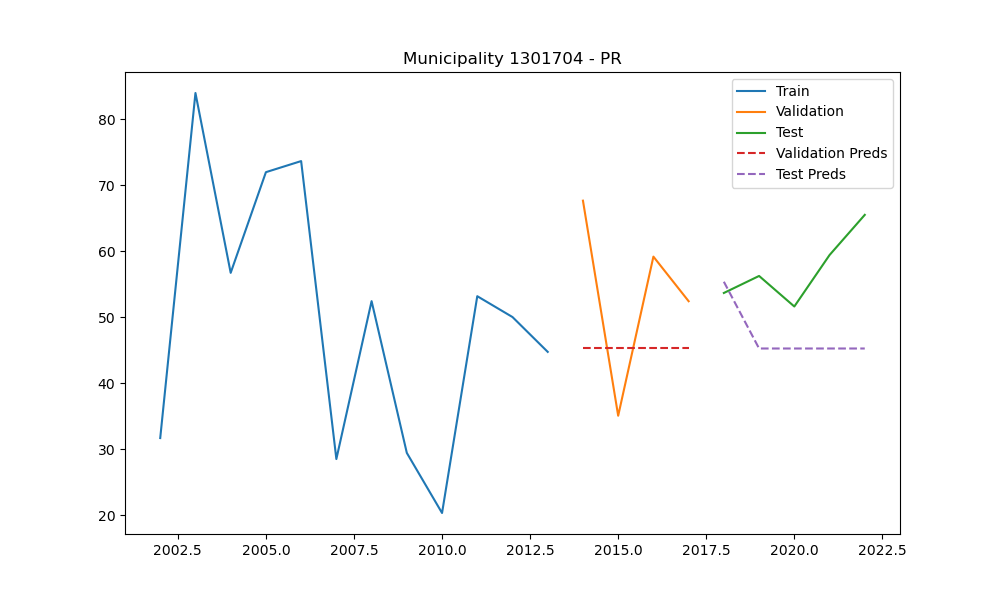 Municipality 1301704 - PR
Train
Validation
Test
Validation Preds
Test Preds
80
70
60
50
40
30
20
2002.5 2005.0 2007.5 2010.0 2012.5 2015.0 2017.5 2020.0 2022.5